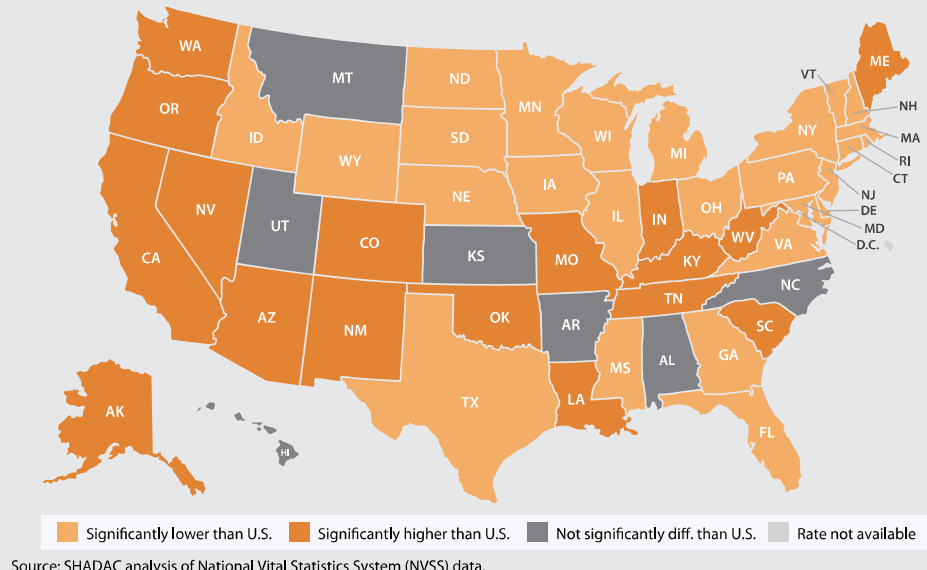 WA
ME
MT
ND
VT
OR
MN
NH
ID
SD
WI
NY
MA
WY
MI
RI
CT
IA
PA
NE
NJ
NV
IL
IN
OH
DE
UT
WV
MD
CO
VA
D.C.
CA
KS
MO
KY
NC
AZ
OK
TN
NM
AR
SC
MS
AL
GA
TX
LA
AK
FL
HI
Significantly lower than U.S. Significantly higher than U.S. Not significantly diff. than U.S. Rate not available
Source: SHADAC analysis of National Vital Statistics System (NVSS) data.